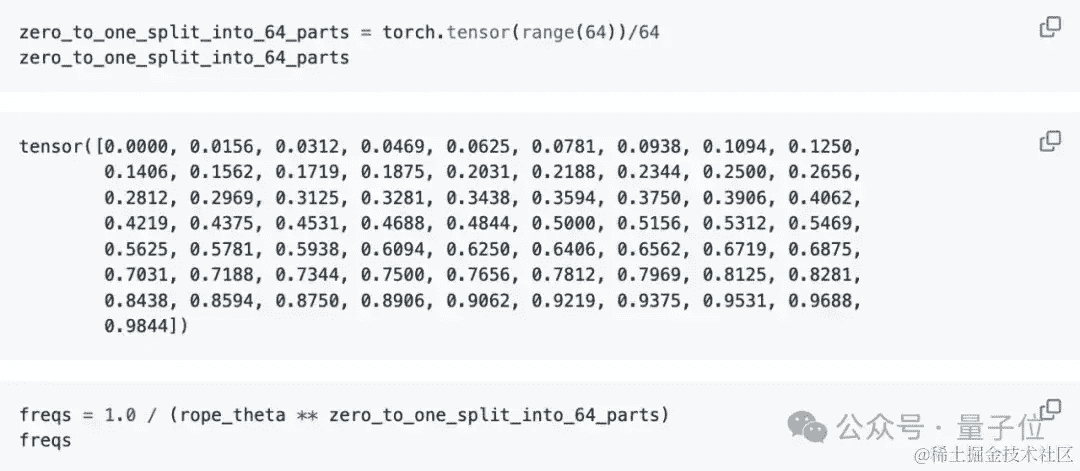 zero_to_one_split_into_64_parts = torch.tensor(range(64))/64
zero_to_one_split_into_64_parts
tensor([0.0000, 0.0156, 0.0312, 0.0469, 0.0625, 0.0781, 0.0938, 0.1094, 0.1250,
0.1406, 0.1562, 0.1719, 0.1875, 0.2031, 0.2188, 0.2344, 0.2500, 0.2656,
0.2812, 0.2969, 0.3125, 0.3281, 0.3438, 0.3594, 0.3750, 0.3906, 0.4062,
0.4219, 0.4375, 0.4531, 0.4688, 0.4844, 0.5000, 0.5156, 0.5312, 0.5469,
0.5625, 0.5781, 0.5938, 0.6094, 0.6250, 0.6406, 0.6562, 0.6719, 0.6875,
0.7031, 0.7188, 0.7344, 0.7500, 0.7656, 0.7812, 0.7969, 0.8125, 0.8281,
0.8438, 0.8594, 0.8750, 0.8906, 0.9062, 0.9219, 0.9375, 0.9531, 0.9688,
0.9844])
freqs = 1.0 / (rope_theta ** zero_to_one_split_into_64_parts)
freqs
公众号·量子位
@稀土掘金技术社区